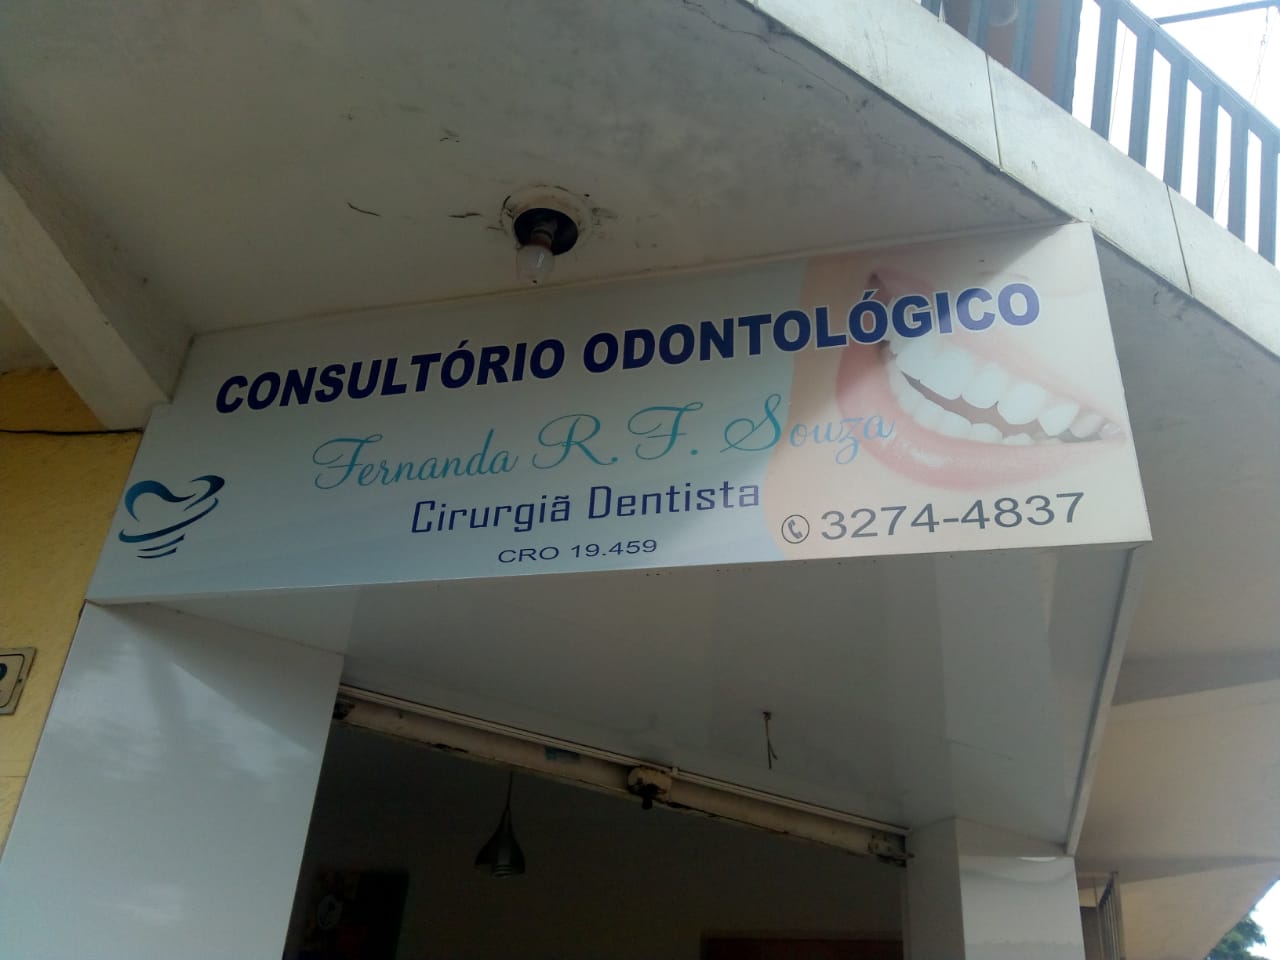 CONSULTÓRIO ODONTOLÓGICO
Fernanda R. F. Souza
Cirurgiã Dentista
CRO 19.459
3274-4837